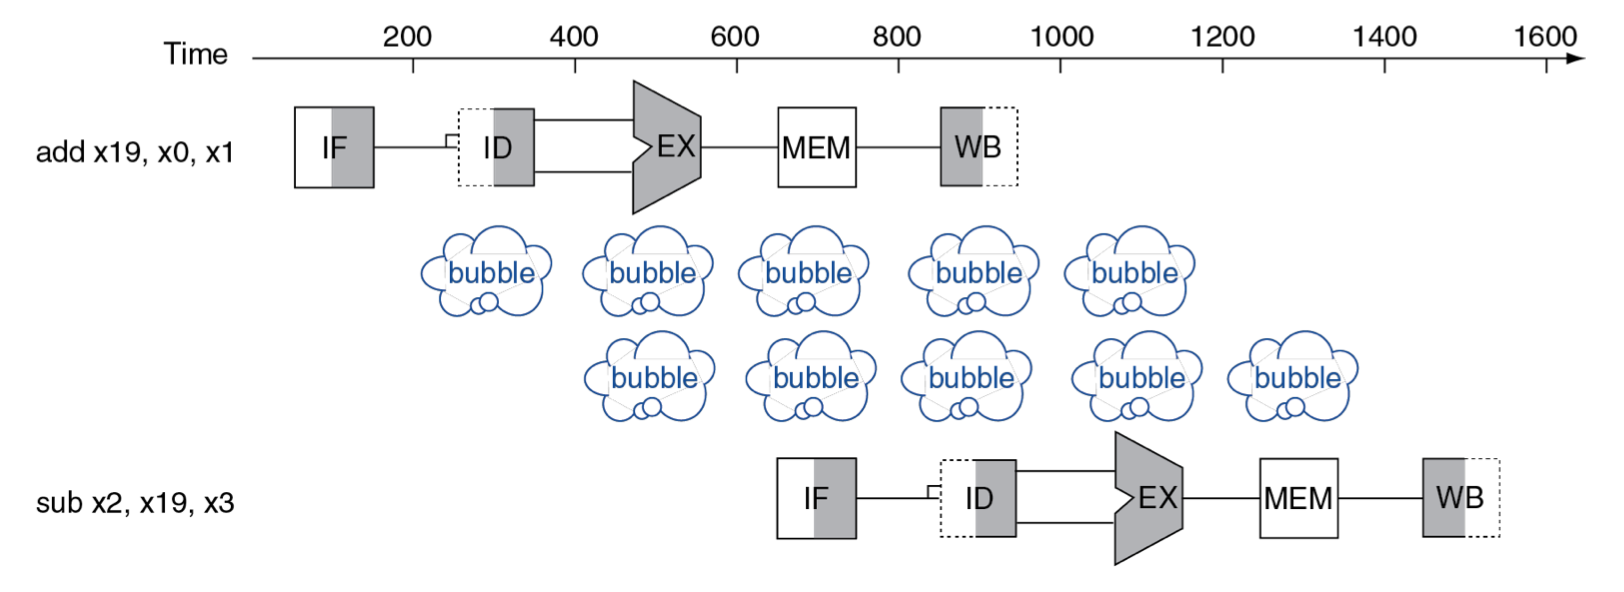 200 400 600 800 1000 1200 1400 1600
Time
add x19, x0, x1 IF ID EX MEM WB
bubble bubble bubble bubble bubble
bubble bubble bubble bubble bubble
sub x2, x19, x3 IF ID EX MEM WB